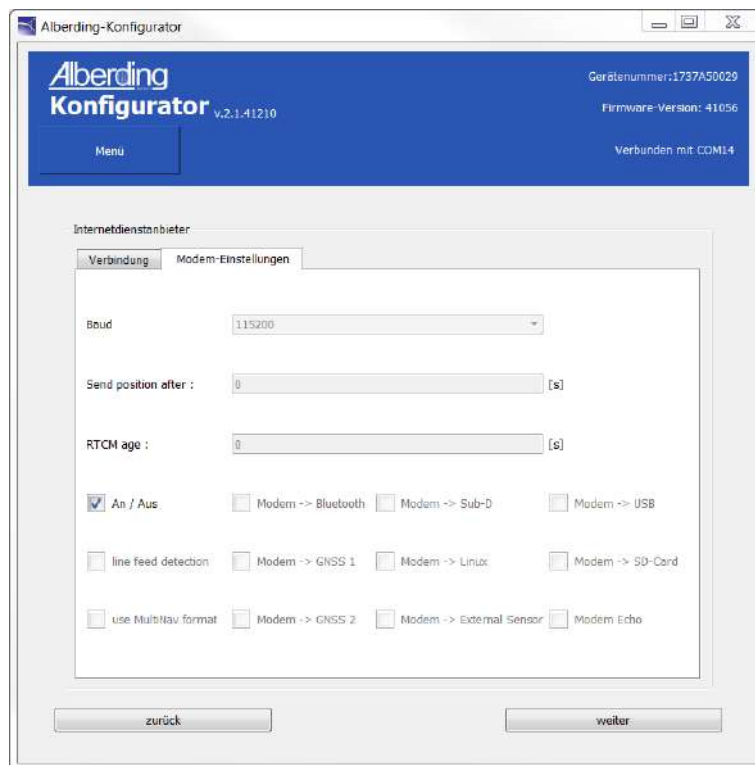 Alberding-Konfigurator
Alberding
Konfigurator v.2.1.41210
Gerätenummer:1737A50029
Firmware-Version: 41056
Menü
Verbunden mit COM14
Internetdienstanbieter
Verbindung
Modem-Einstellungen
Baud
115200
Send position after :
0
[s]
RTCM age :
0
[s]
An / Aus
Modem -> Bluetooth
Modem -> Sub-D
Modem -> USB
line feed detection
Modem -> GNSS 1
Modem -> Linux
Modem -> SD-Card
use MultiNav format
Modem -> GNSS 2
Modem -> External Sensor
Modem Echo
zurück
weiter